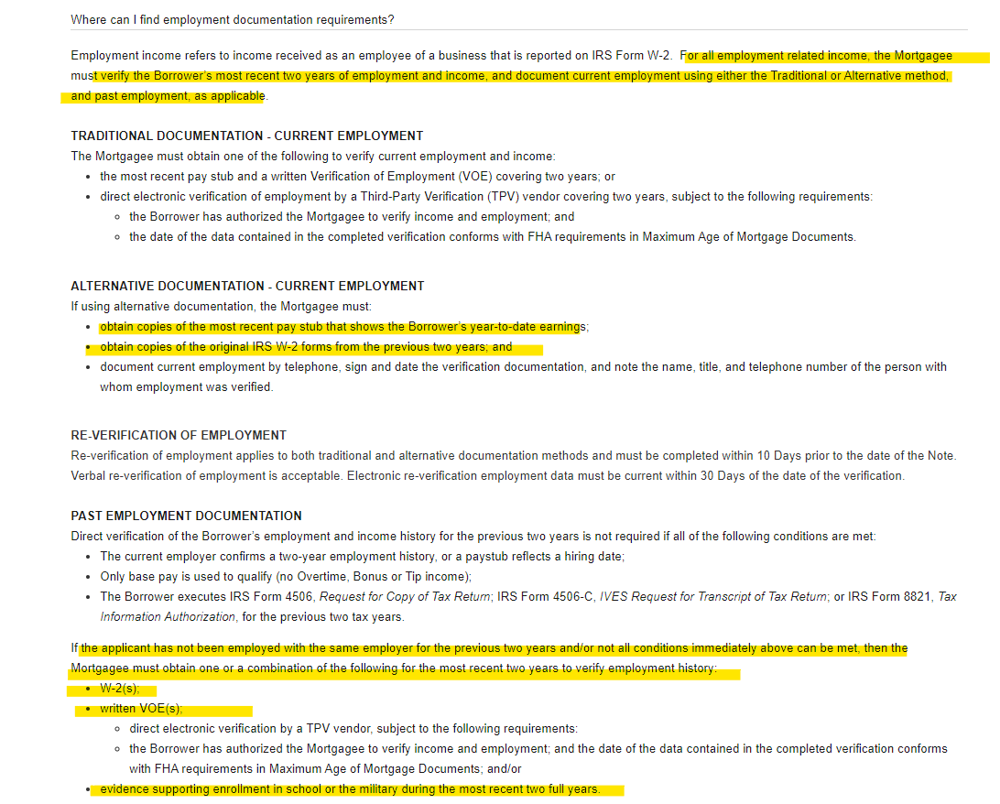 Where can I find employment documentation requirements?
Employment income refers to income received as an employee of a business that is reported on IRS Form W-2.  For all employment related income, the Mortgagee
must verify the Borrower's most recent two years of employment and income, and document current employment using either the Traditional or Alternative method,
and past employment, as applicable.
TRADITIONAL DOCUMENTATION - CURRENT EMPLOYMENT
The Mortgagee must obtain one of the following to verify current employment and income:
• the most recent pay stub and a written Verification of Employment (VOE) covering two years; or
• direct electronic verification of employment by a Third-Party Verification (TPV) vendor covering two years, subject to the following requirements:
◦ the Borrower has authorized the Mortgagee to verify income and employment; and
◦ the date of the data contained in the completed verification conforms with FHA requirements in Maximum Age of Mortgage Documents.
ALTERNATIVE DOCUMENTATION - CURRENT EMPLOYMENT
If using alternative documentation, the Mortgagee must:
• obtain copies of the most recent pay stub that shows the Borrower's year-to-date earnings;
• obtain copies of the original IRS W-2 forms from the previous two years; and
• document current employment by telephone, sign and date the verification documentation, and note the name, title, and telephone number of the person with
whom employment was verified.
RE-VERIFICATION OF EMPLOYMENT
Re-verification of employment applies to both traditional and alternative documentation methods and must be completed within 10 Days prior to the date of the Note.
Verbal re-verification of employment is acceptable. Electronic re-verification employment data must be current within 30 Days of the date of the verification.
PAST EMPLOYMENT DOCUMENTATION
Direct verification of the Borrower's employment and income history for the previous two years is not required if all of the following conditions are met:
• The current employer confirms a two-year employment history, or a paystub reflects a hiring date;
• Only base pay is used to qualify (no Overtime, Bonus or Tip income);
• The Borrower executes IRS Form 4506, Request for Copy of Tax Return; IRS Form 4506-C, IVES Request for Transcript of Tax Return; or IRS Form 8821, Tax
Information Authorization, for the previous two tax years.
If the applicant has not been employed with the same employer for the previous two years and/or not all conditions immediately above can be met, then the
Mortgagee must obtain one or a combination of the following for the most recent two years to verify employment history:
• W-2(s);
• written VOE(s);
◦ direct electronic verification by a TPV vendor, subject to the following requirements:
◦ the Borrower has authorized the Mortgagee to verify income and employment; and the date of the data contained in the completed verification conforms
with FHA requirements in Maximum Age of Mortgage Documents; and/or
• evidence supporting enrollment in school or the military during the most recent two full years.